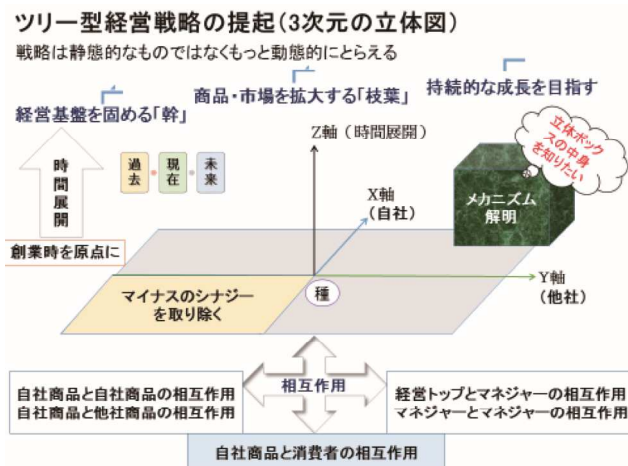 ツリー型経営戦略の提起(3次元の立体図)
戦略は静態的なものではなくもっと動態的にとらえる
経営基盤を固める「幹」
商品・市場を拡大する「枝葉」
持続的な成長を目指す
時間展開
過去・現在・未来
Z軸(時間展開)
X軸
(自社)
立体ボック
スの中身
を知りたい
メカニズム
解明
創業時を原点に
マイナスのシナジー
を取り除く
種
Y軸
(他社)
相互作用
自社商品と自社商品の相互作用
自社商品と他社商品の相互作用
経営トップとマネジャーの相互作用
マネジャーとマネジャーの相互作用
自社商品と消費者の相互作用